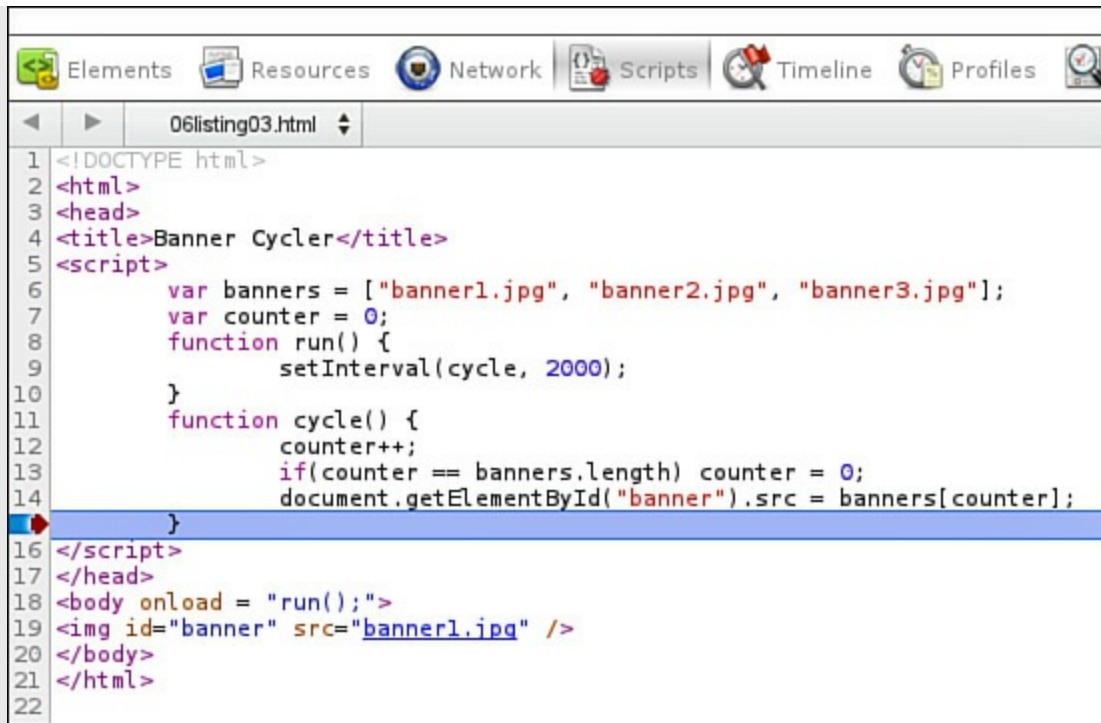 Elements Resources Network Scripts Timeline Profiles
06listing03.html
1 <!DOCTYPE html>
2 <html>
3 <head>
4 <title>Banner Cycler</title>
5 <script>
6 var banners = ["banner1.jpg", "banner2.jpg", "banner3.jpg"];
7 var counter = 0;
8 function run() {
9 setInterval(cycle, 2000);
10 }
11 function cycle() {
12 counter++;
13 if(counter == banners.length) counter = 0;
14 document.getElementById("banner").src = banners[counter];
}
16 </script>
17 </head>
18 <body onload = "run();">
19 <img id="banner" src="banner1.jpg" />
20 </body>
21 </html>
22